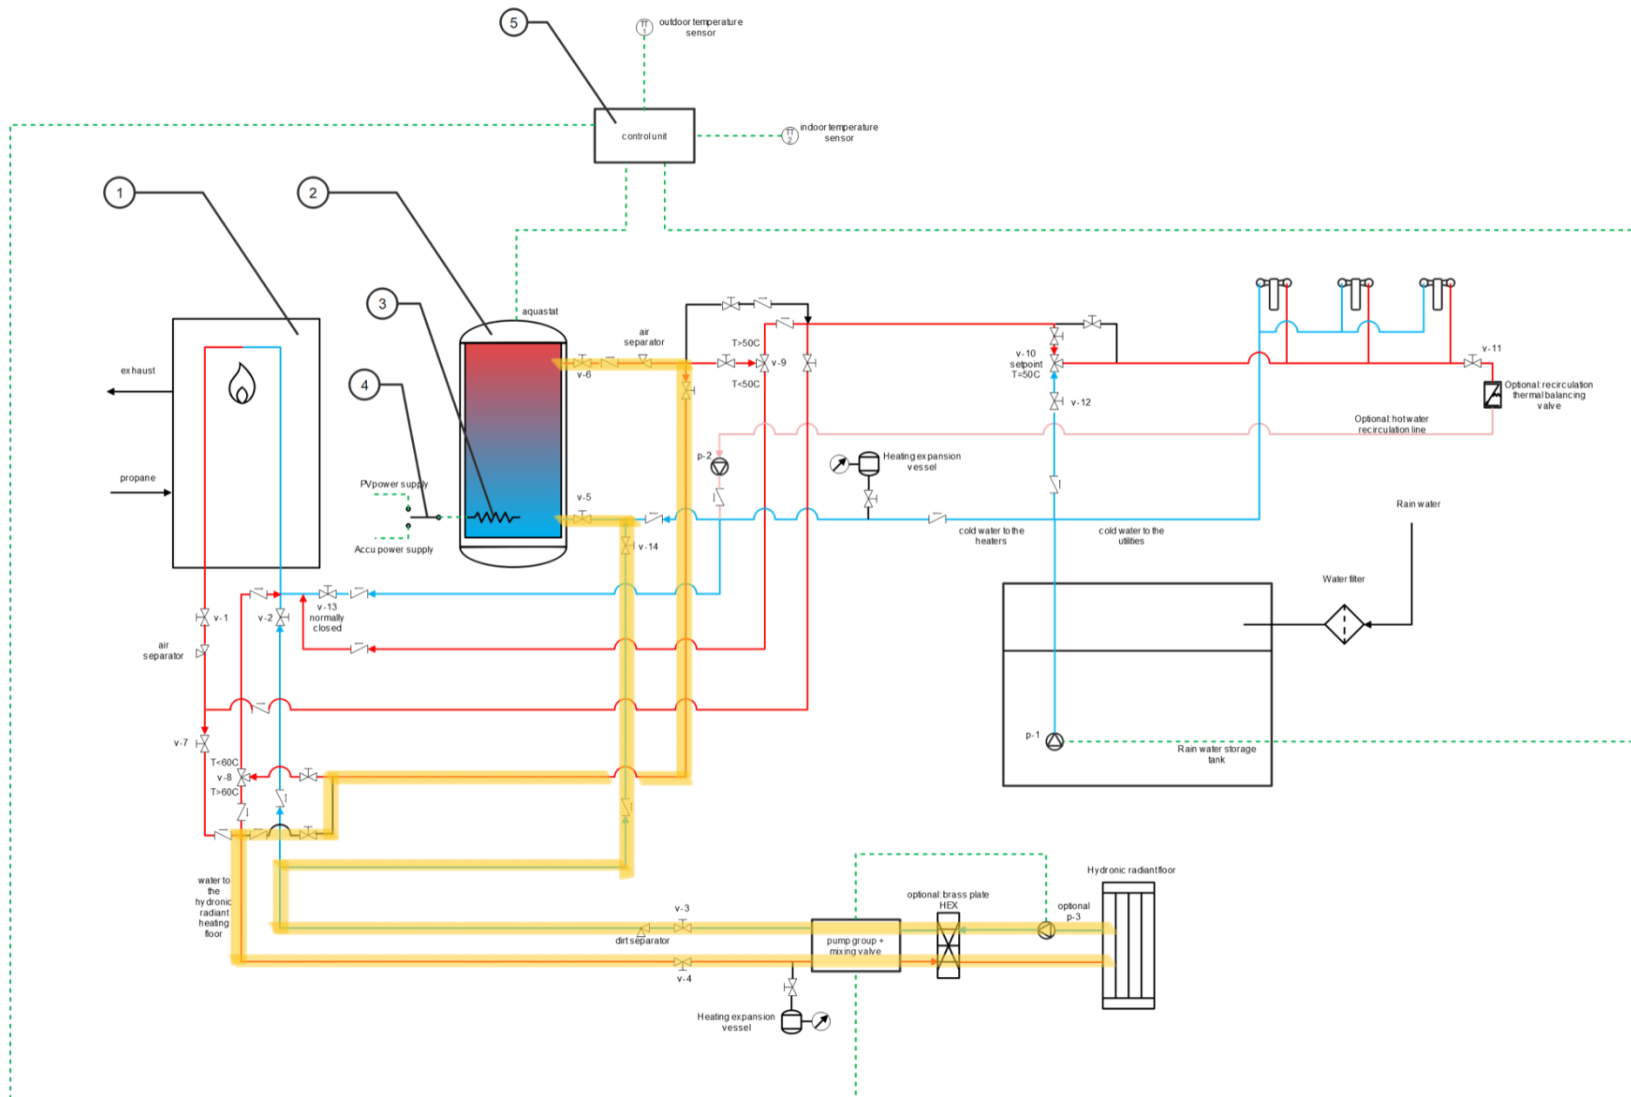 5
TT
1
outdoor temperature
sensor
control unit
TT
2
indoor temperature
sensor
1
2
3
4
aquastat
air
separator
v-6
T>50C
v-9
T<50C
v-10
setpoint
T=50C
v-11
v-12
Optional: recirculation
thermal balancing
valve
Optional: hot water
recirculation line
exhaust
propane
PV power supply
Accu power supply
v-5
v-14
p-2
Heating expansion
vessel
cold water to the
heaters
cold water to the
utilities
Rain water
Water filter
v-1
v-2
v-13
normally
closed
air
separator
v-7
T<60C
v-8
T>60C
p-1
Rain water storage
tank
water to
the
hydronic
radiant
heating
floor
v-3
dirt separator
v-4
pump group +
mixing valve
optional: brass plate
HEX
optional
p-3
Hydronic radiant floor
Heating expansion
vessel